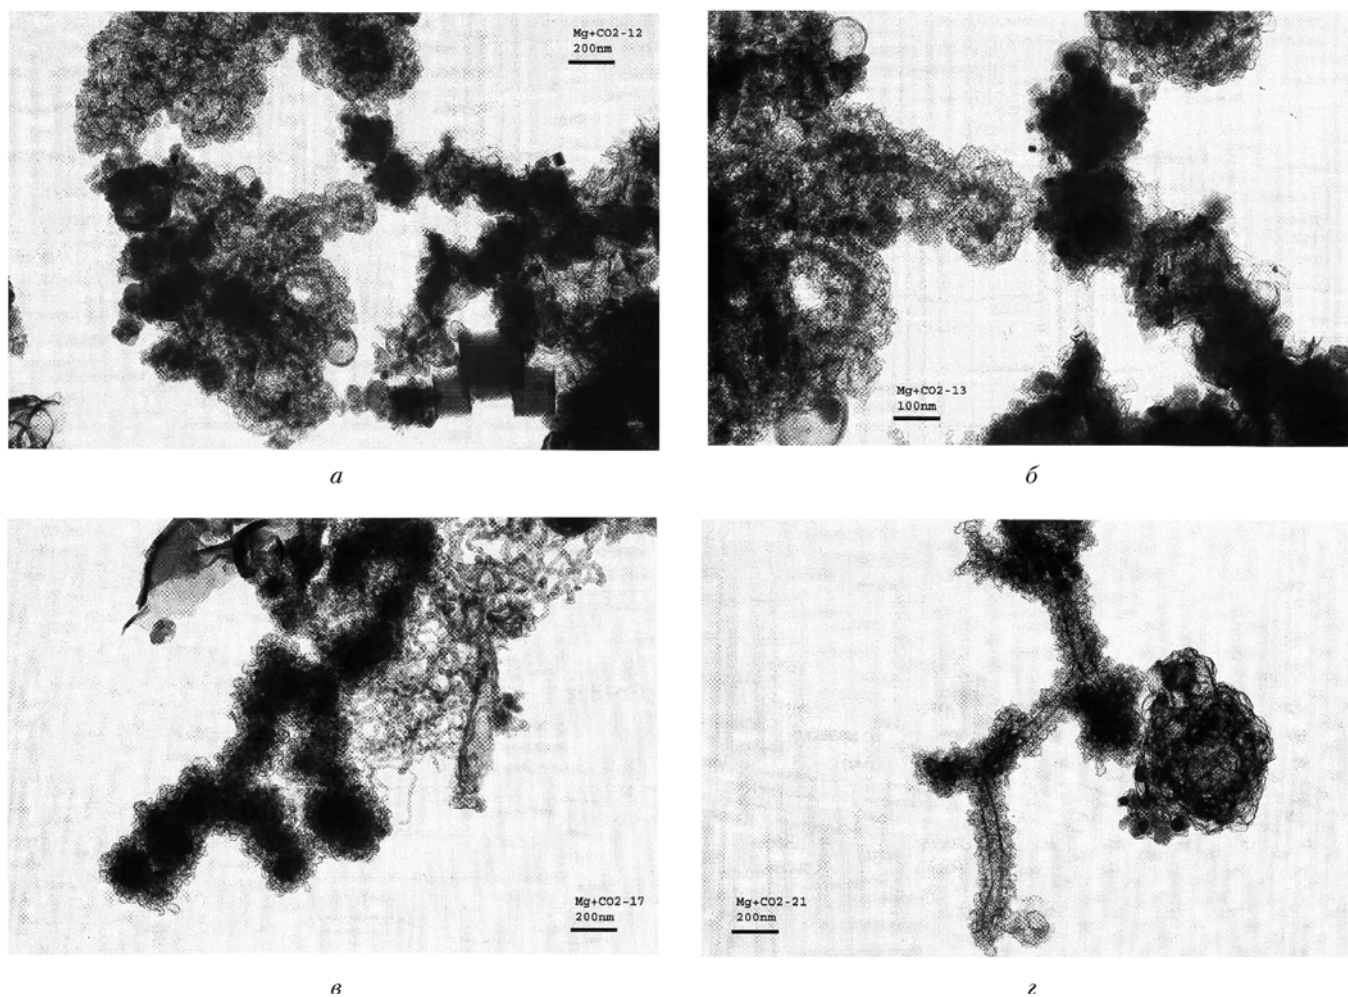 Mg+CO2-12
200nm
Mg+CO2-13
100nm
а
б
Mg+CO2-17
200nm
Mg+CO2-21
200nm
в
г